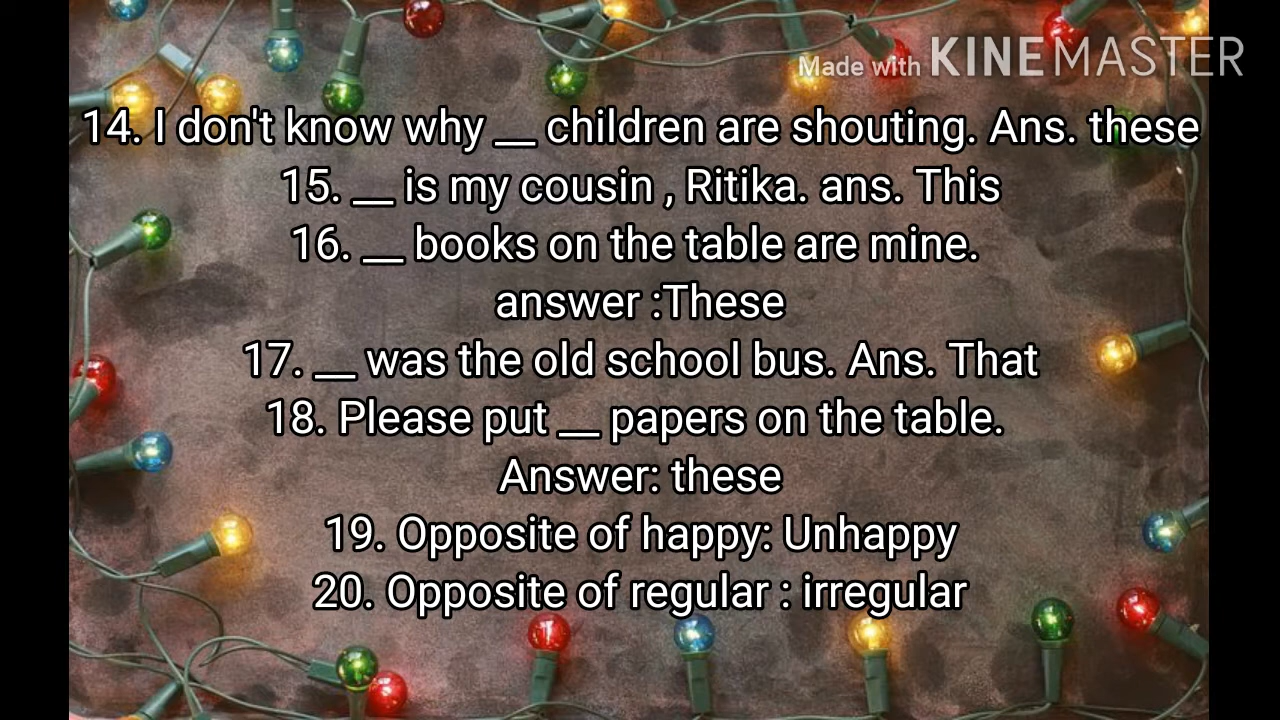 Made with KINEMASTER
14. I don't know why __ children are shouting. Ans. these
15. __ is my cousin , Ritika. ans. This
16. __ books on the table are mine.
answer :These
17. __ was the old school bus. Ans. That
18. Please put __ papers on the table.
Answer: these
19. Opposite of happy: Unhappy
20. Opposite of regular : irregular